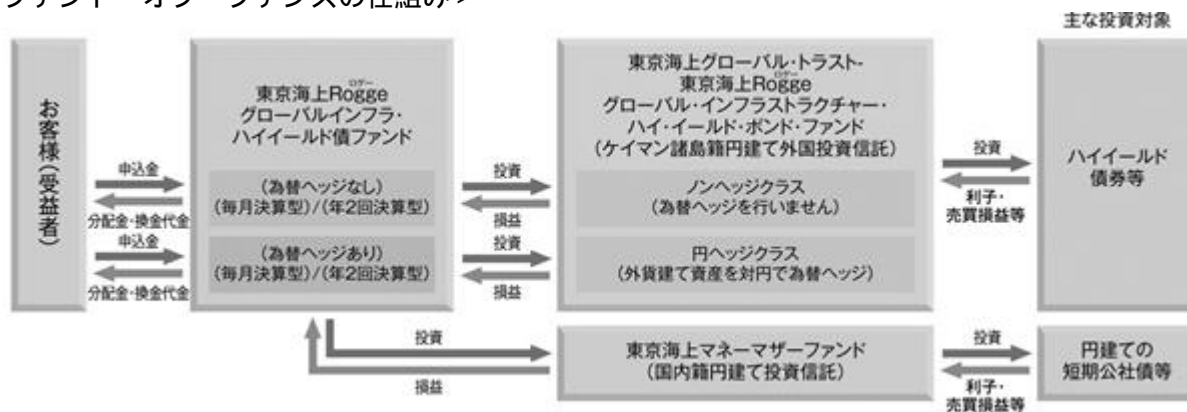 ファンド・オブ・ファンズの仕組み>
主な投資対象
お客様(受益者)
申込金
分配金・換金代金
申込金
分配金・換金代金
ロゲー
東京海上Rogge
グローバルインフラ・
ハイイールド債ファンド
(為替ヘッジなし)
(毎月決算型)/(年2回決算型)
(為替ヘッジあり)
(毎月決算型)/(年2回決算型)
投資
損益
投資
損益
東京海上グローバル・トラスト-
ロゲー
東京海上Rogge
グローバル・インフラストラクチャー・
ハイ・イールド・ボンド・ファンド
(ケイマン諸島籍円建て外国投資信託)
ノンヘッジクラス
(為替ヘッジを行いません)
円ヘッジクラス
(外貨建て資産を対円で為替ヘッジ)
投資
利子・
売買損益等
ハイイールド
債券等
投資
損益
東京海上マネーマザーファンド
(国内籍円建て投資信託)
投資
利子・
売買損益等
円建ての
短期公社債等